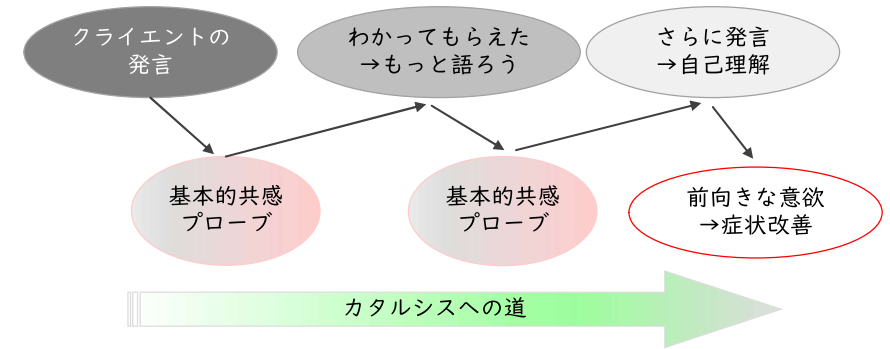 クライエントの
発言
わかってもらえた
→もっと語ろう
さらに発言
→自己理解
基本的共感
プローブ
基本的共感
プローブ
前向きな意欲
→症状改善
カタルシスへの道